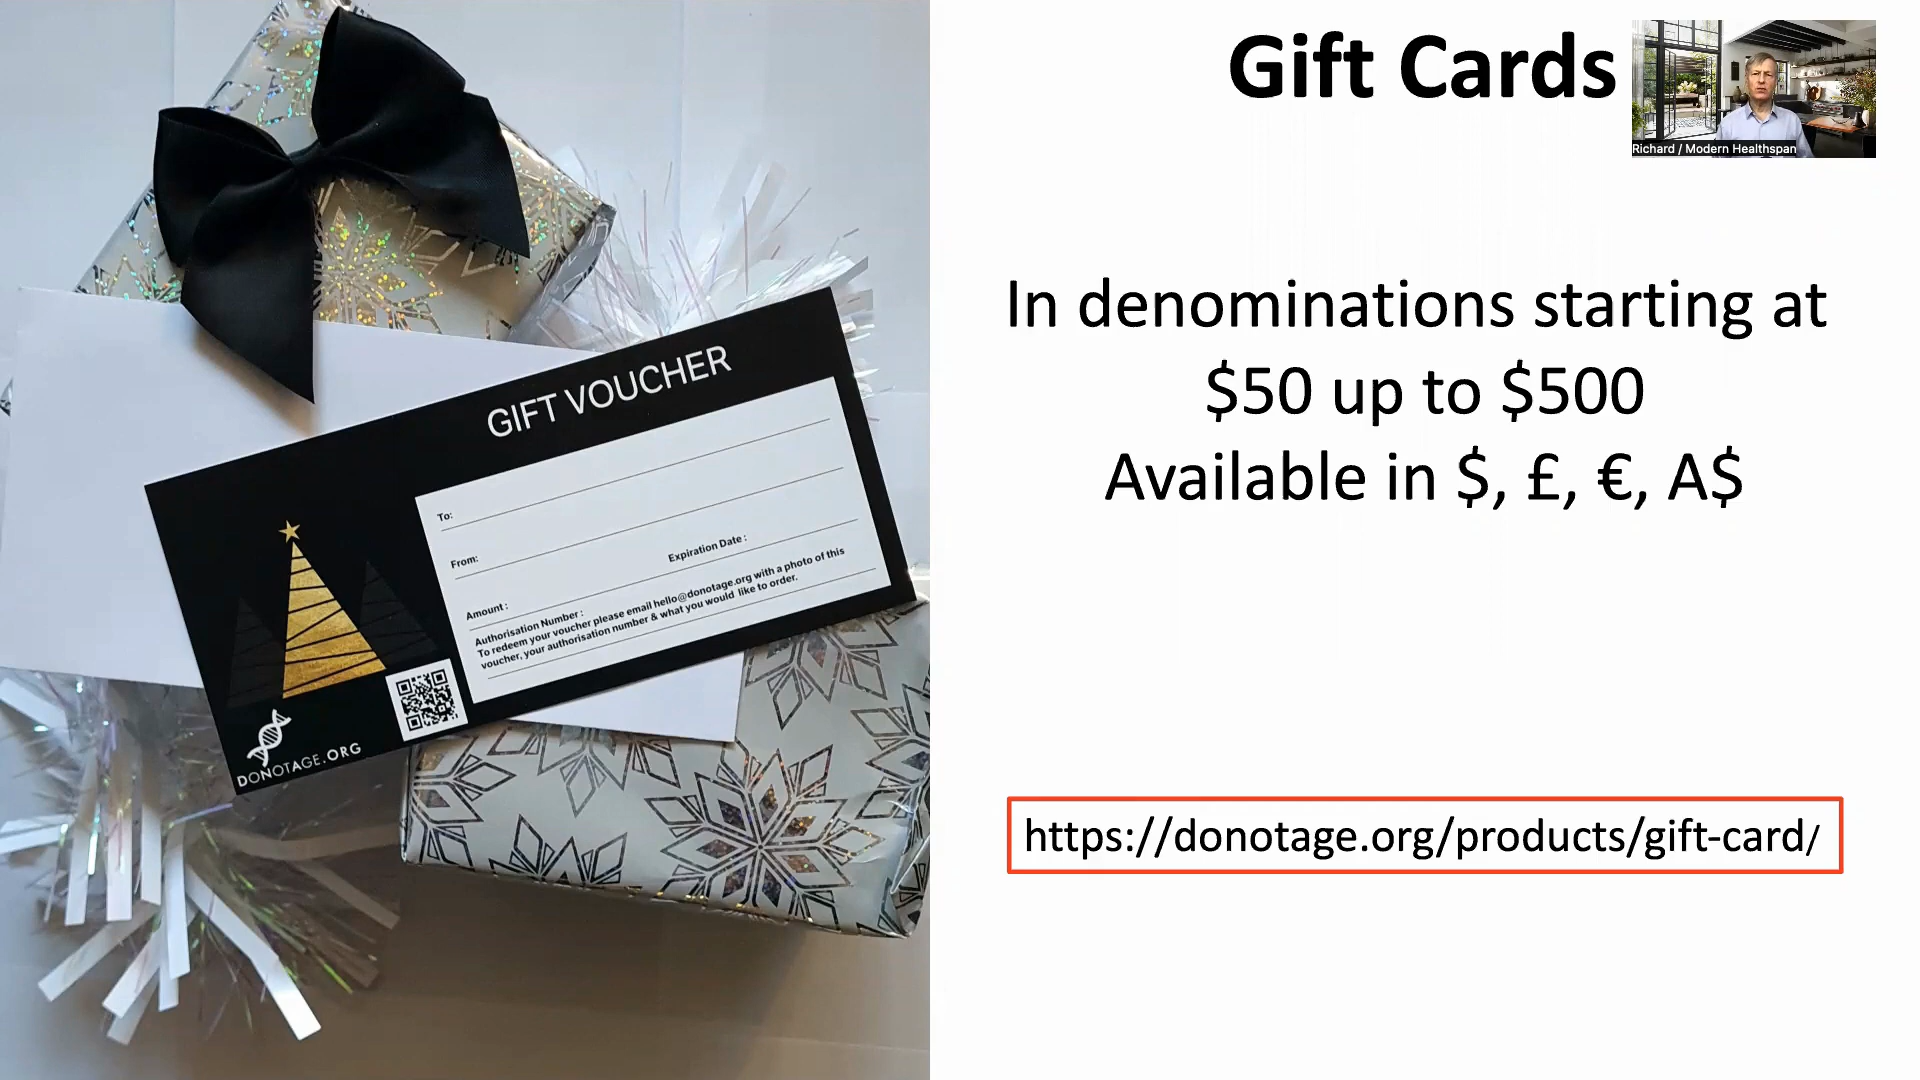 Gift Cards
Richard / Modern Healthspan
In denominations starting at
$50 up to $500
Available in $, £, €, A$
https://donotage.org/products/gift-card/
GIFT VOUCHER
To:
From:
Amount :
Expiration Date :
Authorisation Number :
To redeem your voucher please email hello@donotage.org with a photo of this
voucher, your authorisation number & what you would like to order.
DONOTAGE.ORG